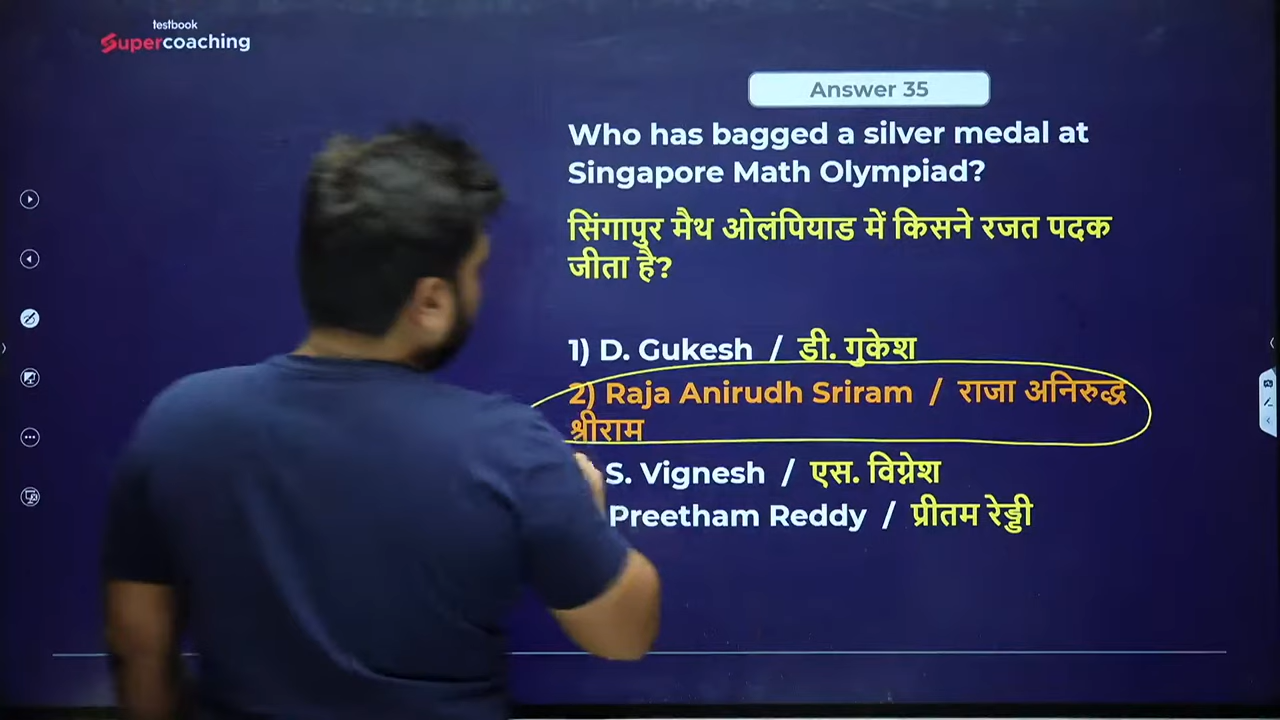 testbook
Supercoaching
Answer 35
Who has bagged a silver medal at
Singapore Math Olympiad?
सिंगापुर मैथ ओलंपियाड में किसने रजत पदक
जीता है?
1) D. Gukesh / डी. गुकेश
2) Raja Anirudh Sriram / राजा अनिरुद्ध
श्रीराम
S. Vignesh / एस. विग्नेश
Preetham Reddy / प्रीतम रेड्डी